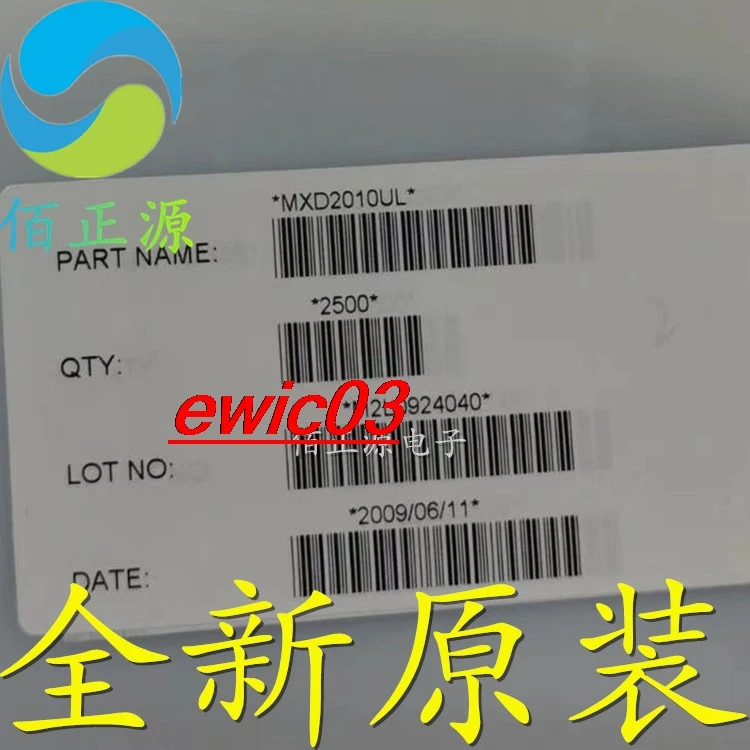 佰正源
*MXD2010UL*
PART NAME:
*2500*
QTY:
ewic03
佰正源电子
LOT NO:
*2009/06/11*
DATE:
全新原装